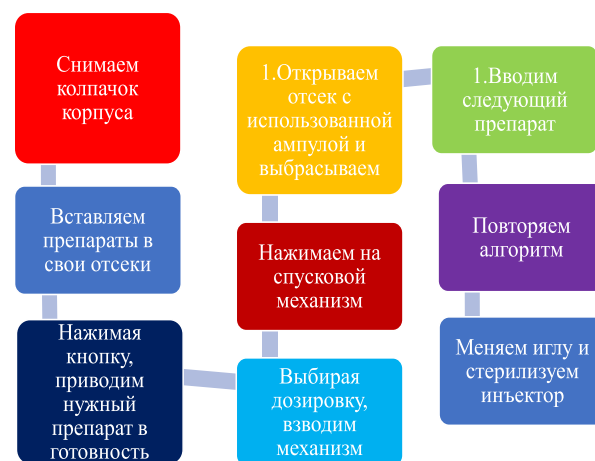 Снимаем
колпачок
корпуса
Вставляем
препараты в
свои отсеки
Нажимая
кнопку,
приводим
нужный
препарат в
готовность
Выбирая
дозировку,
взводим
механизм
Нажимаем на
спусковой
механизм
1.Открываем
отсек с
использованной
ампулой и
выбрасываем
1.Вводим
следующий
препарат
Повторяем
алгоритм
Меняем иглу и
стерилизуем
инъектор